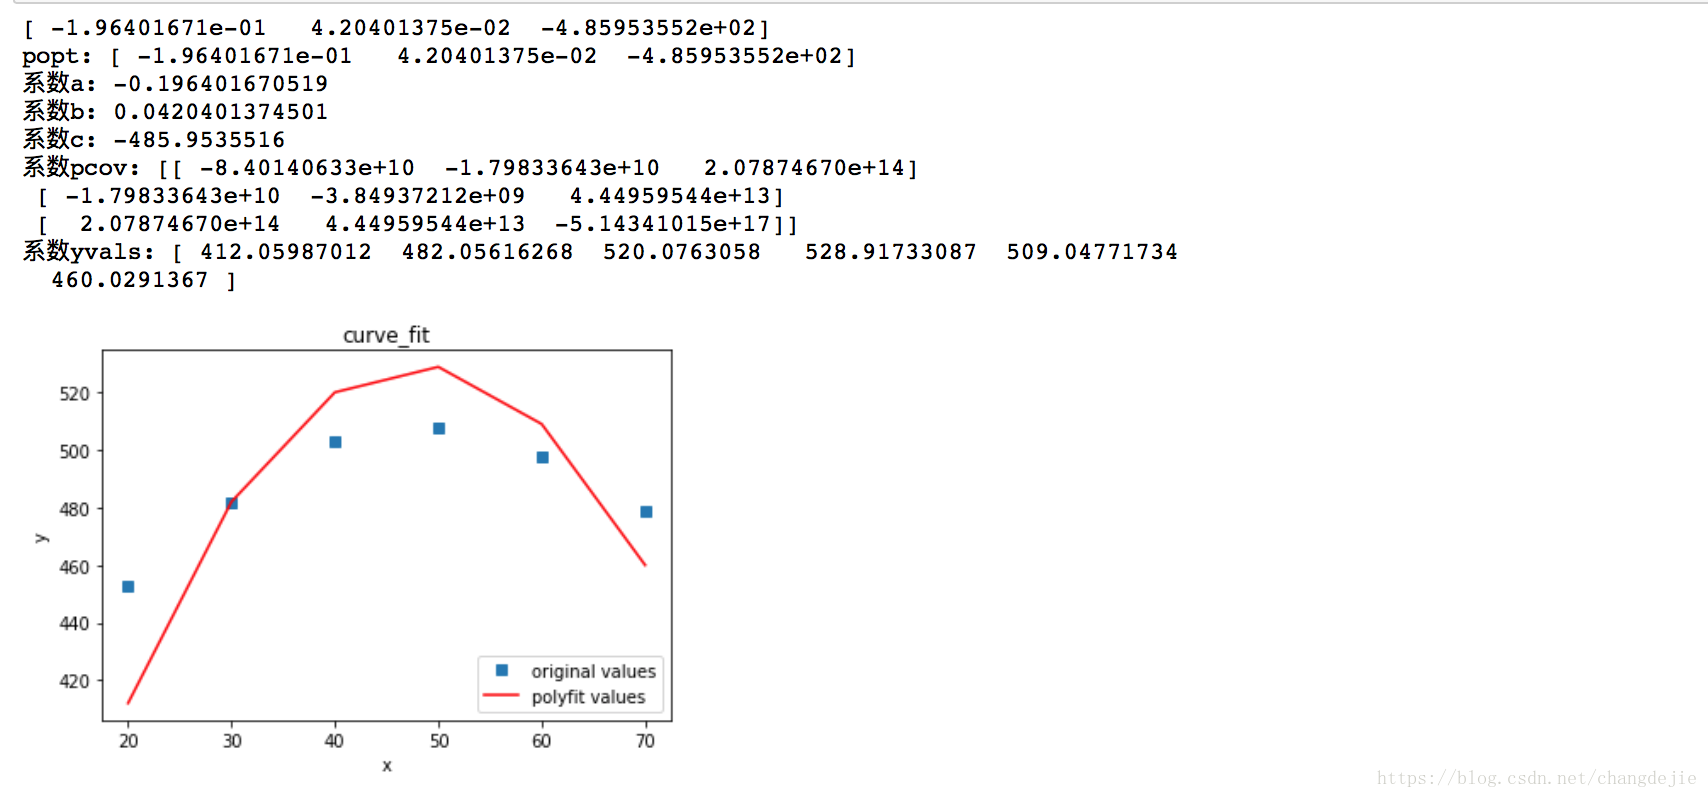 [ -1.96401671e-01   4.20401375e-02  -4.85953552e+02]
popt: [ -1.96401671e-01   4.20401375e-02  -4.85953552e+02]
系数a: -0.196401670519
系数b: 0.0420401374501
系数c: -485.9535516
系数pcov: [[ -8.40140633e+10  -1.79833643e+10   2.07874670e+14]
 [ -1.79833643e+10  -3.84937212e+09   4.44959544e+13]
 [  2.07874670e+14   4.44959544e+13  -5.14341015e+17]]
系数yvals: [ 412.05987012  482.05616268  520.0763058   528.91733087  509.04771734
  460.0291367 ]
curve_fit
520
500
480
460
440
420
y
original values
polyfit values
20 30 40 50 60 70
x
https://blog.csdn.net/changdejie